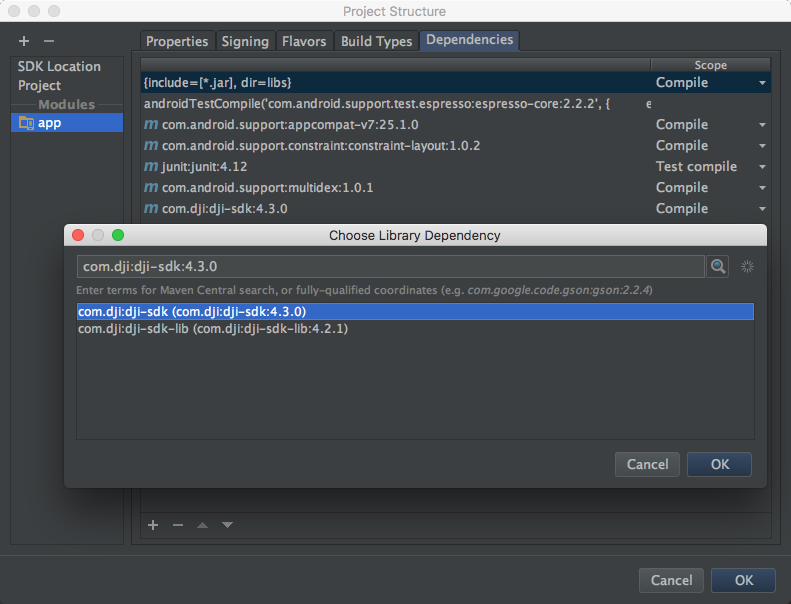 Project Structure
SDK Location
Project
Modules
app
Properties
Signing
Flavors
Build Types
Dependencies
Scope
{include=[*.jar], dir=libs} Compile
androidTestCompile('com.android.support.test.espresso:espresso-core:2.2.2', { e
m com.android.support:appcompat-v7:25.1.0 Compile
m com.android.support.constraint:constraint-layout:1.0.2 Compile
m junit:junit:4.12 Test compile
m com.android.support:multidex:1.0.1 Compile
m com.dji:dji-sdk:4.3.0 Compile
Choose Library Dependency
com.dji:dji-sdk:4.3.0
Enter terms for Maven Central search, or fully-qualified coordinates (e.g. com.google.code.gson:gson:2.2.4)
com.dji:dji-sdk (com.dji:dji-sdk:4.3.0)
com.dji:dji-sdk-lib (com.dji:dji-sdk-lib:4.2.1)
Cancel
OK
Cancel
OK